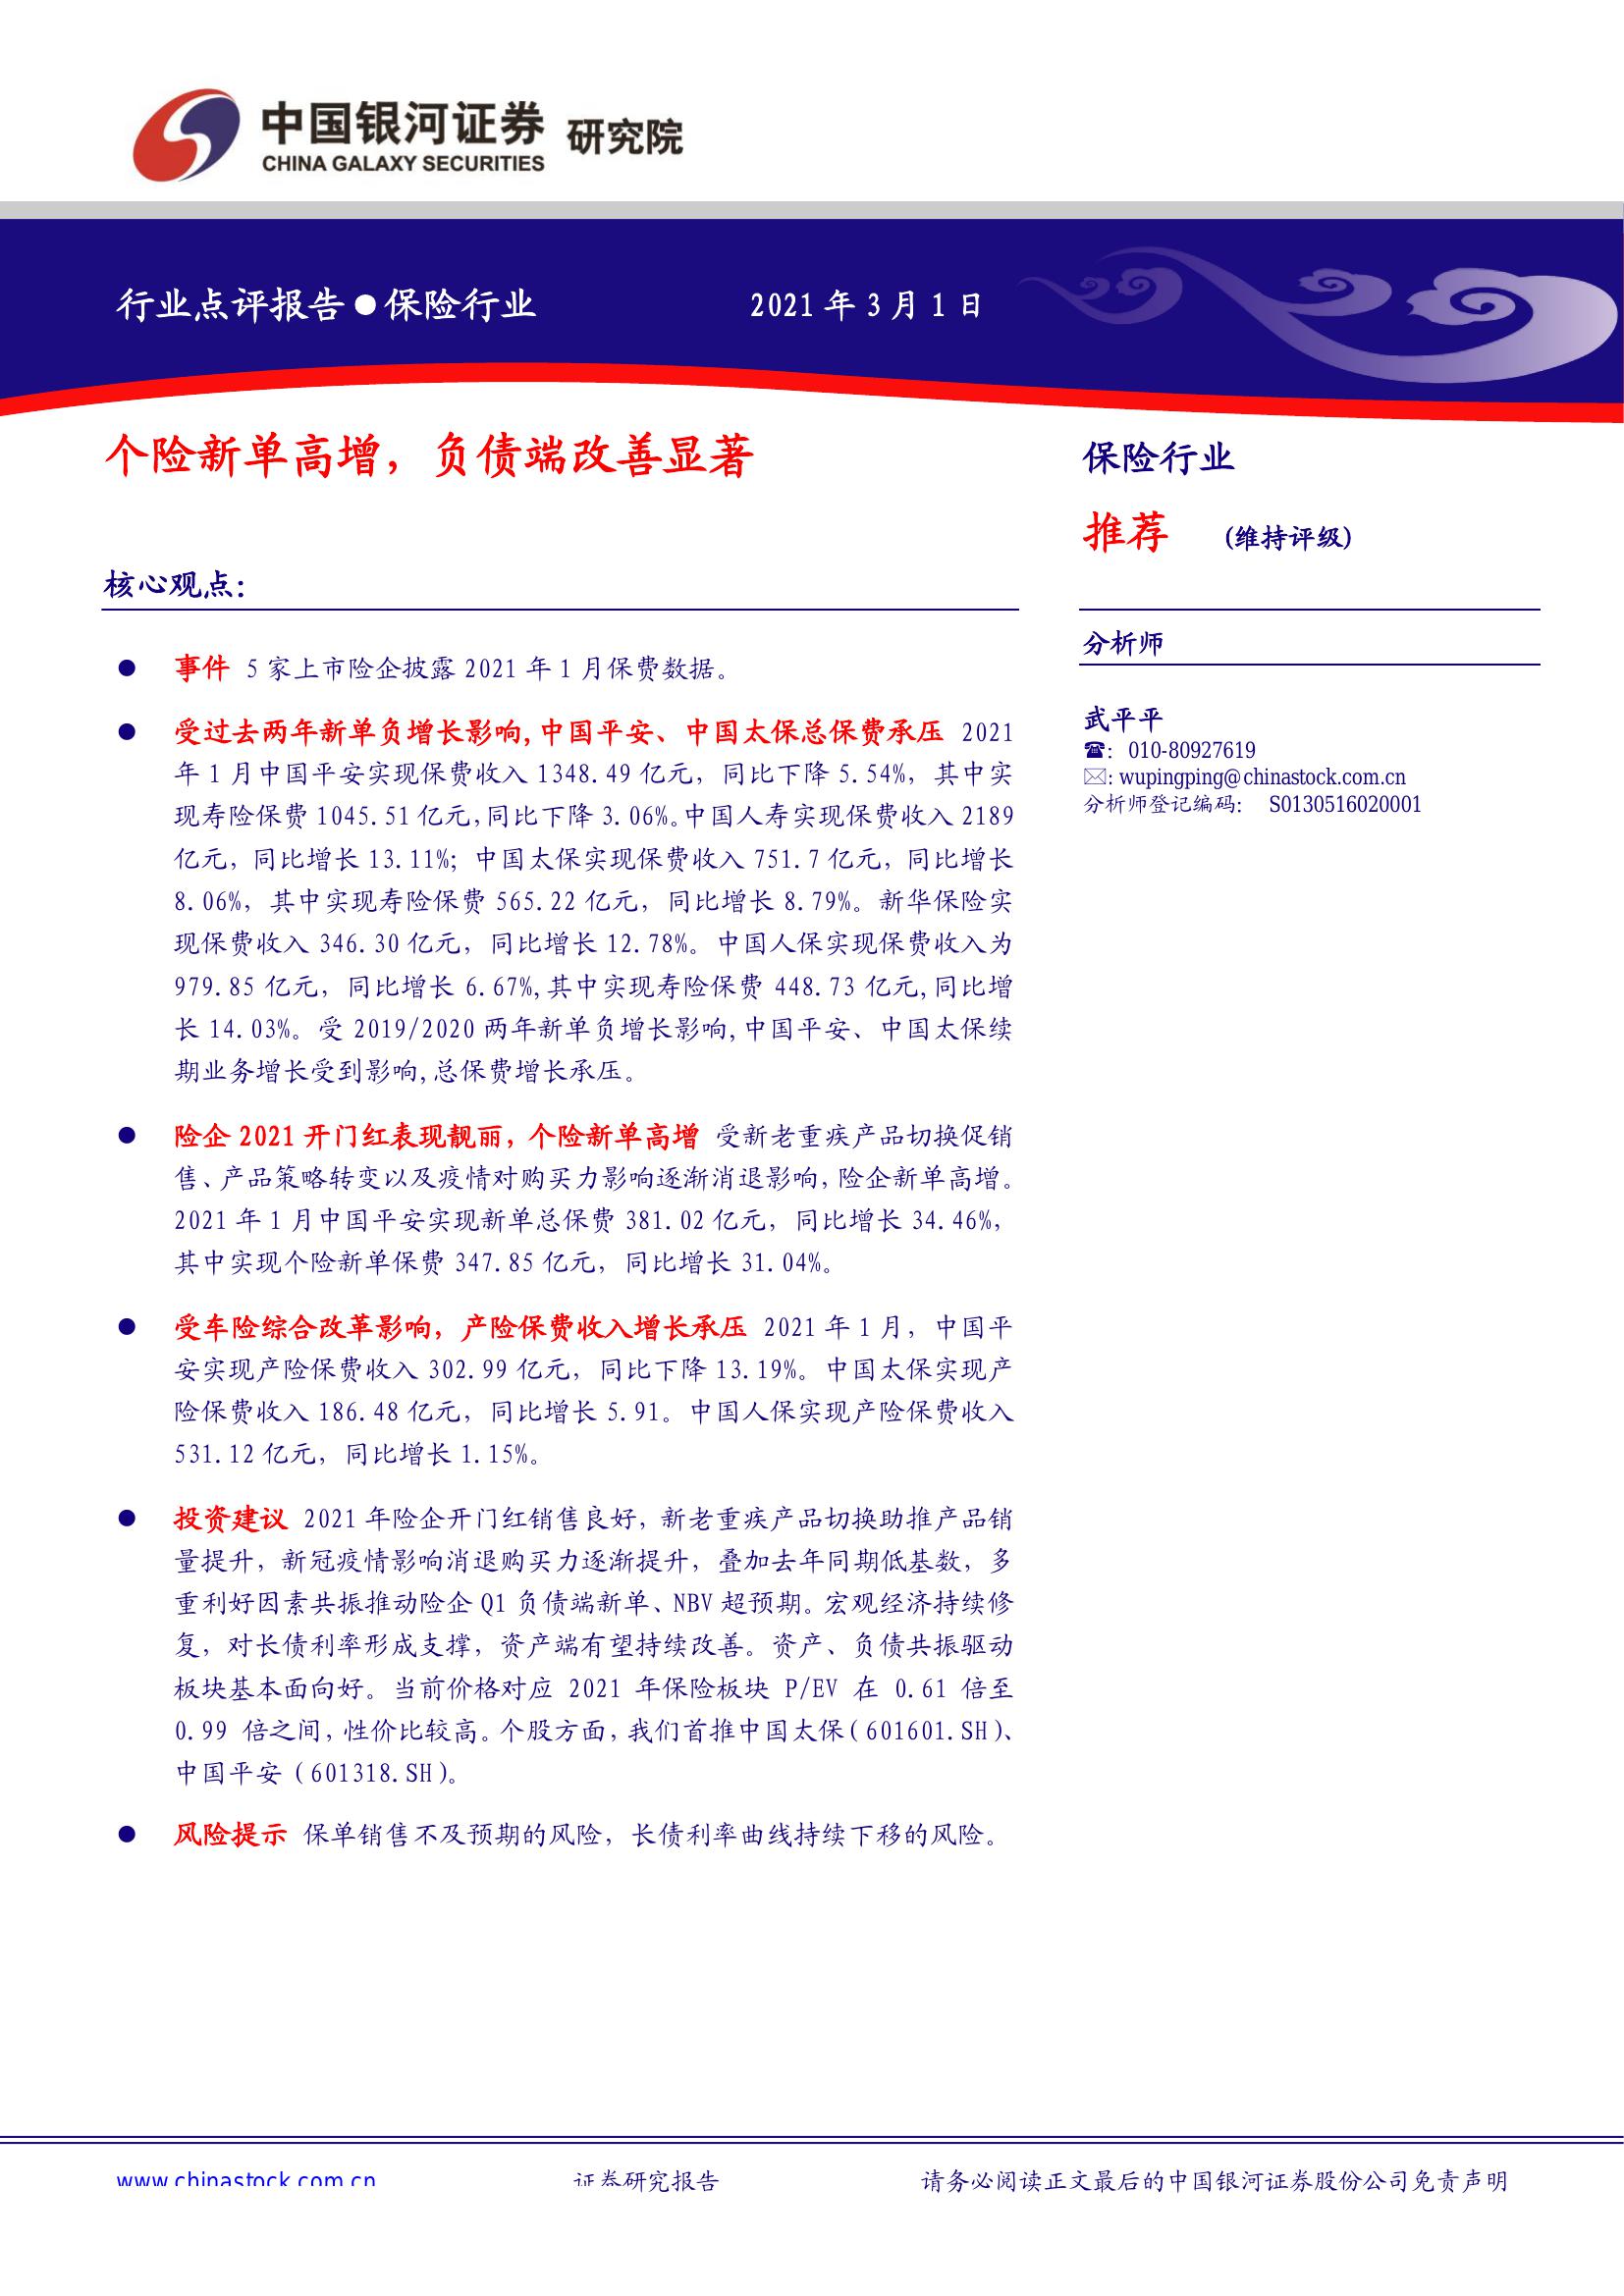 中国银河证券 研究院
CHINA GALAXY SECURITIES
行业点评报告●保险行业 2021 年 3 月 1 日
个险新单高增，负债端改善显著
核心观点：
● 事件 5 家上市险企披露 2021 年 1 月保费数据。
● 受过去两年新单负增长影响,中国平安、中国太保总保费承压 2021
年 1 月中国平安实现保费收入 1348.49 亿元，同比下降 5.54%，其中实
现寿险保费 1045.51 亿元,同比下降 3.06%。中国人寿实现保费收入 2189
亿元，同比增长 13.11%；中国太保实现保费收入 751.7 亿元，同比增长
8.06%，其中实现寿险保费 565.22 亿元，同比增长 8.79%。新华保险实
现保费收入 346.30 亿元，同比增长 12.78%。中国人保实现保费收入为
979.85 亿元，同比增长 6.67%,其中实现寿险保费 448.73 亿元,同比增
长 14.03%。受 2019/2020 两年新单负增长影响,中国平安、中国太保续
期业务增长受到影响,总保费增长承压。
● 险企 2021 开门红表现靓丽，个险新单高增 受新老重疾产品切换促销
售、产品策略转变以及疫情对购买力影响逐渐消退影响,险企新单高增。
2021 年 1 月中国平安实现新单总保费 381.02 亿元，同比增长 34.46%，
其中实现个险新单保费 347.85 亿元，同比增长 31.04%。
● 受车险综合改革影响，产险保费收入增长承压 2021 年 1 月，中国平
安实现产险保费收入 302.99 亿元，同比下降 13.19%。中国太保实现产
险保费收入 186.48 亿元，同比增长 5.91。中国人保实现产险保费收入
531.12 亿元，同比增长 1.15%。
● 投资建议 2021 年险企开门红销售良好，新老重疾产品切换助推产品销
量提升，新冠疫情影响消退购买力逐渐提升，叠加去年同期低基数，多
重利好因素共振推动险企 Q1 负债端新单、NBV 超预期。宏观经济持续修
复，对长债利率形成支撑，资产端有望持续改善。资产、负债共振驱动
板块基本面向好。当前价格对应 2021 年保险板块 P/EV 在 0.61 倍至
0.99 倍之间,性价比较高。个股方面,我们首推中国太保(601601.SH)、
中国平安（601318.SH）。
● 风险提示 保单销售不及预期的风险，长债利率曲线持续下移的风险。
保险行业
推荐 (维持评级)
分析师
武平平
☎： 010-80927619
✉: wupingping@chinastock.com.cn
分析师登记编码： S0130516020001
www.chinastock.com.cn 证券研究报告 请务必阅读正文最后的中国银河证券股份公司免责声明